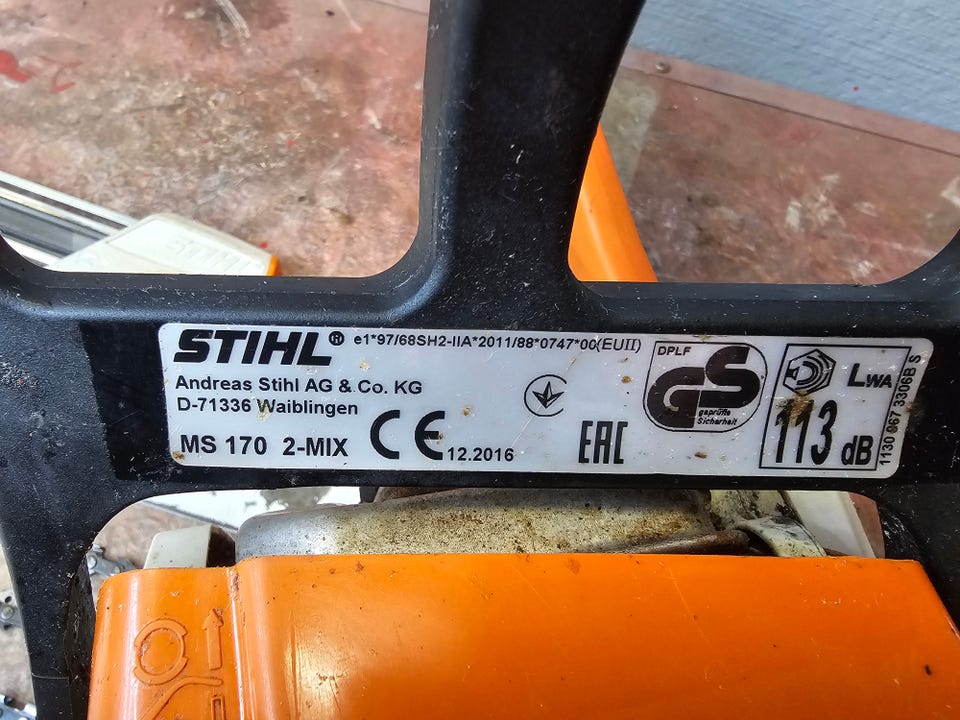 STIHL
STIHL® e1*97/68SH2-IIA*2011/88*0747*00(EUII)
Andreas Stihl AG & Co. KG
D-71336 Waiblingen
MS 170 2-MIX CE 12.2016
EAC
DPLF
GS
geprüfte
Sicherheit
LWA
113 dB
1130 967 3306B S